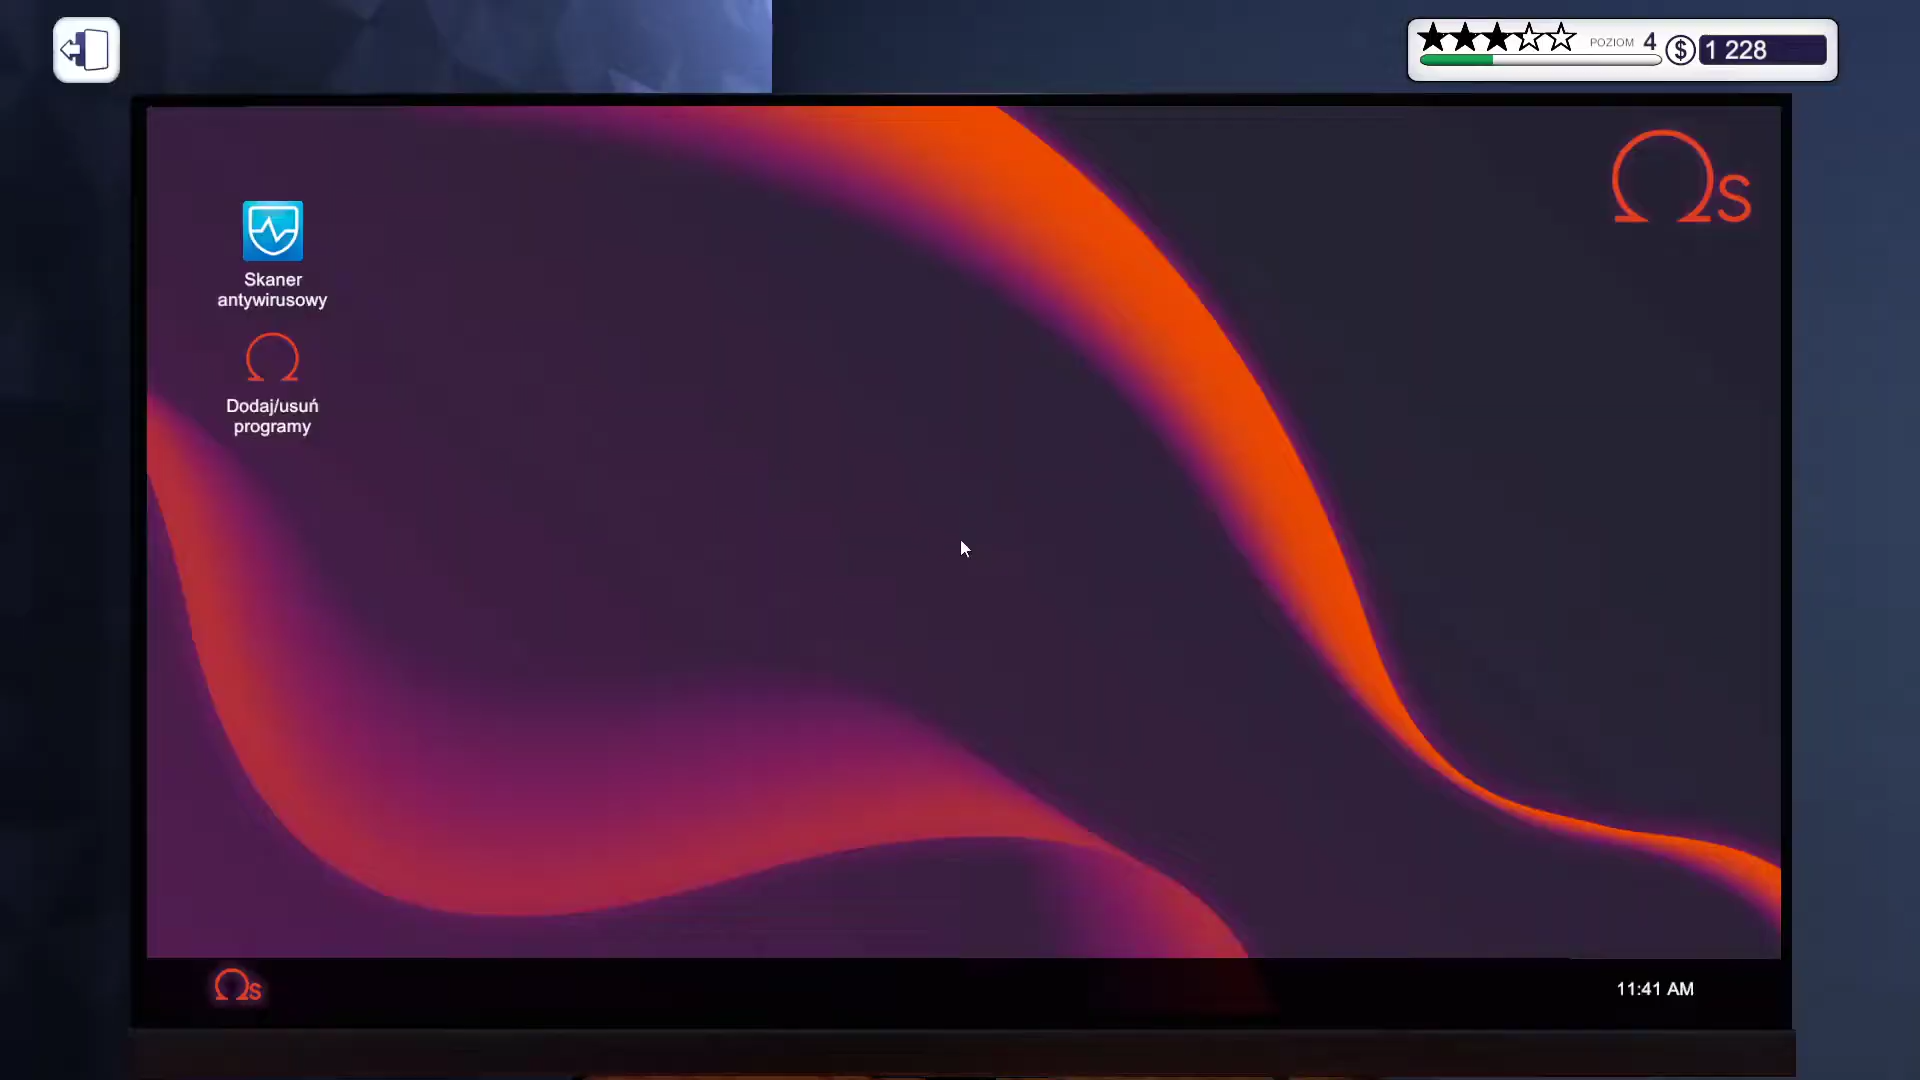 POZIOM 4 $ 1 228
Ωs
Skaner
antywirusowy
Dodaj/usuń
programy
Ωs
11:41 AM